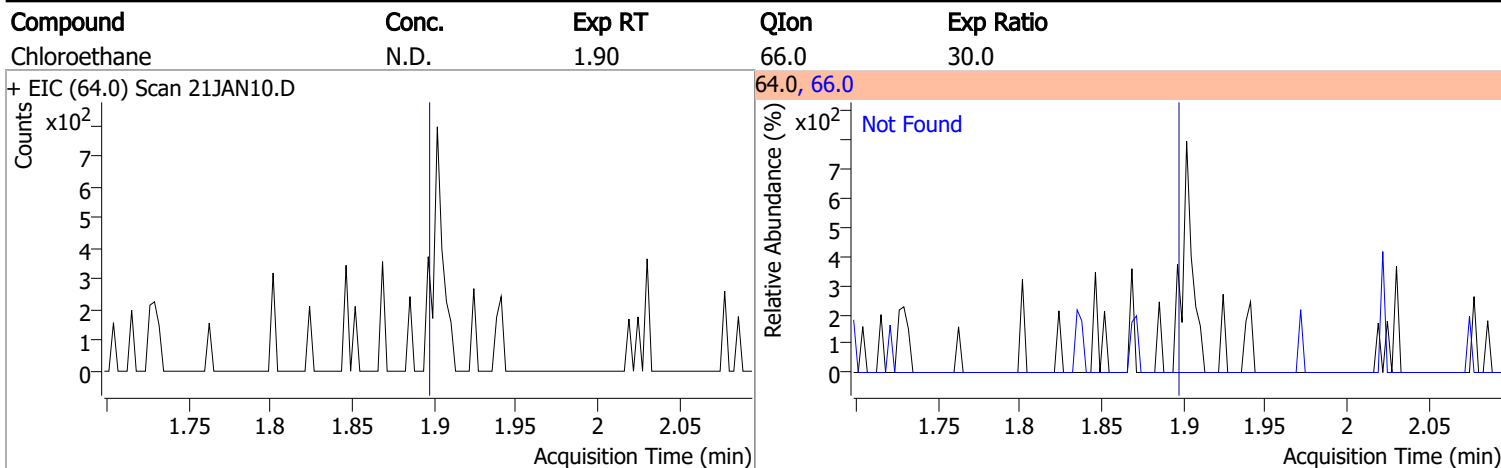 Compound Conc. Exp RT QIon Exp Ratio
Chloroethane N.D. 1.90 66.0 30.0
+ EIC (64.0) Scan 21JAN10.D
Counts
x10²
7
6
5
4
3
2
1
0
1.75 1.8 1.85 1.9 1.95 2 2.05
Acquisition Time (min)
64.0, 66.0
Relative Abundance (%)
x10²
Not Found
7
6
5
4
3
2
1
0
1.75 1.8 1.85 1.9 1.95 2 2.05
Acquisition Time (min)